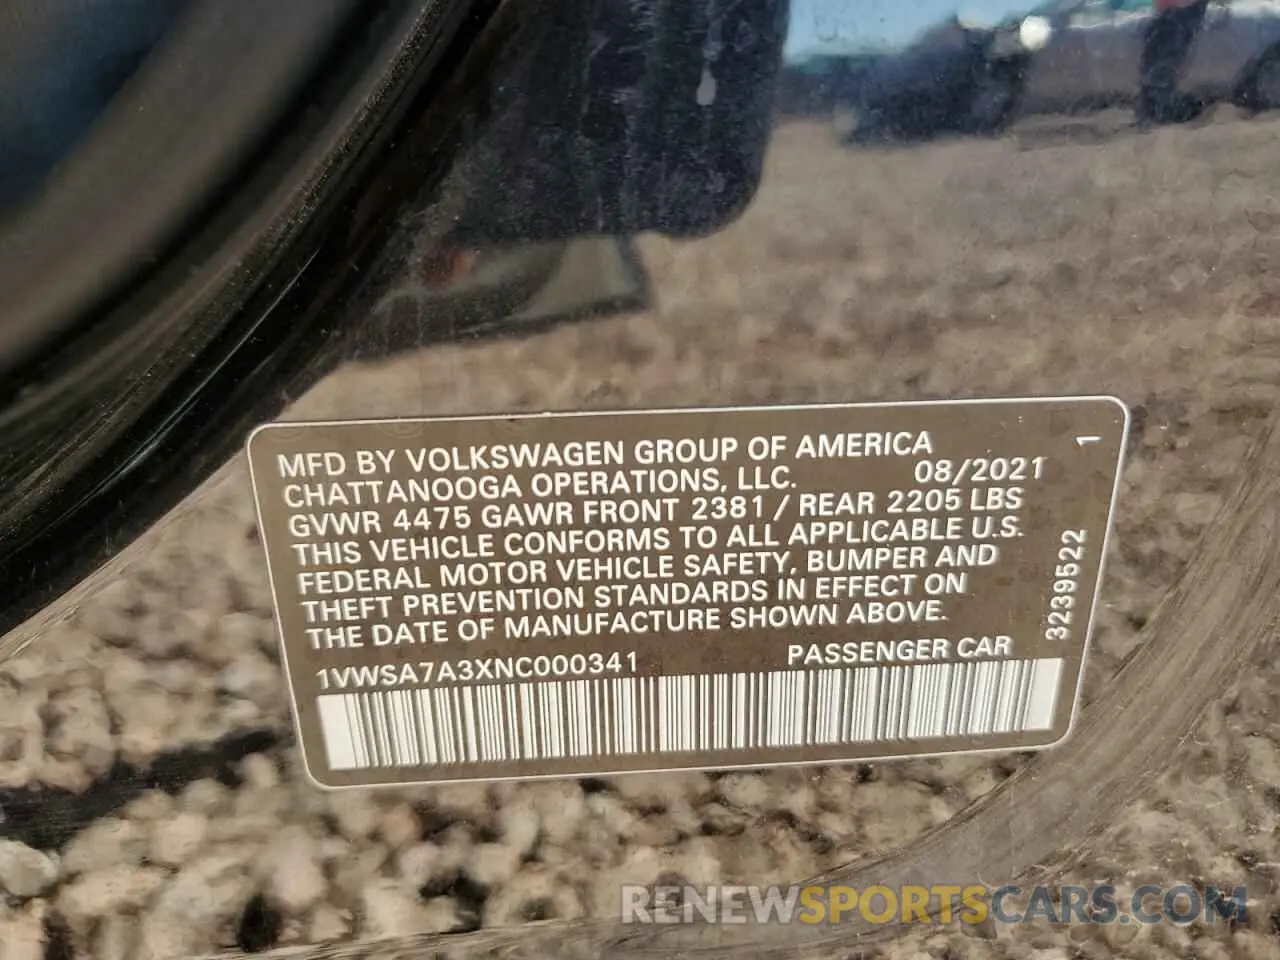 MFD BY VOLKSWAGEN GROUP OF AMERICA
CHATTANOOGA OPERATIONS, LLC. 08/2021
GVWR 4475 GAWR FRONT 2381 / REAR 2205 LBS
THIS VEHICLE CONFORMS TO ALL APPLICABLE U.S.
FEDERAL MOTOR VEHICLE SAFETY, BUMPER AND
THEFT PREVENTION STANDARDS IN EFFECT ON
THE DATE OF MANUFACTURE SHOWN ABOVE.
1VWSA7A3XNC000341 PASSENGER CAR
3239522 1
RENEWSPORTSCARS.COM